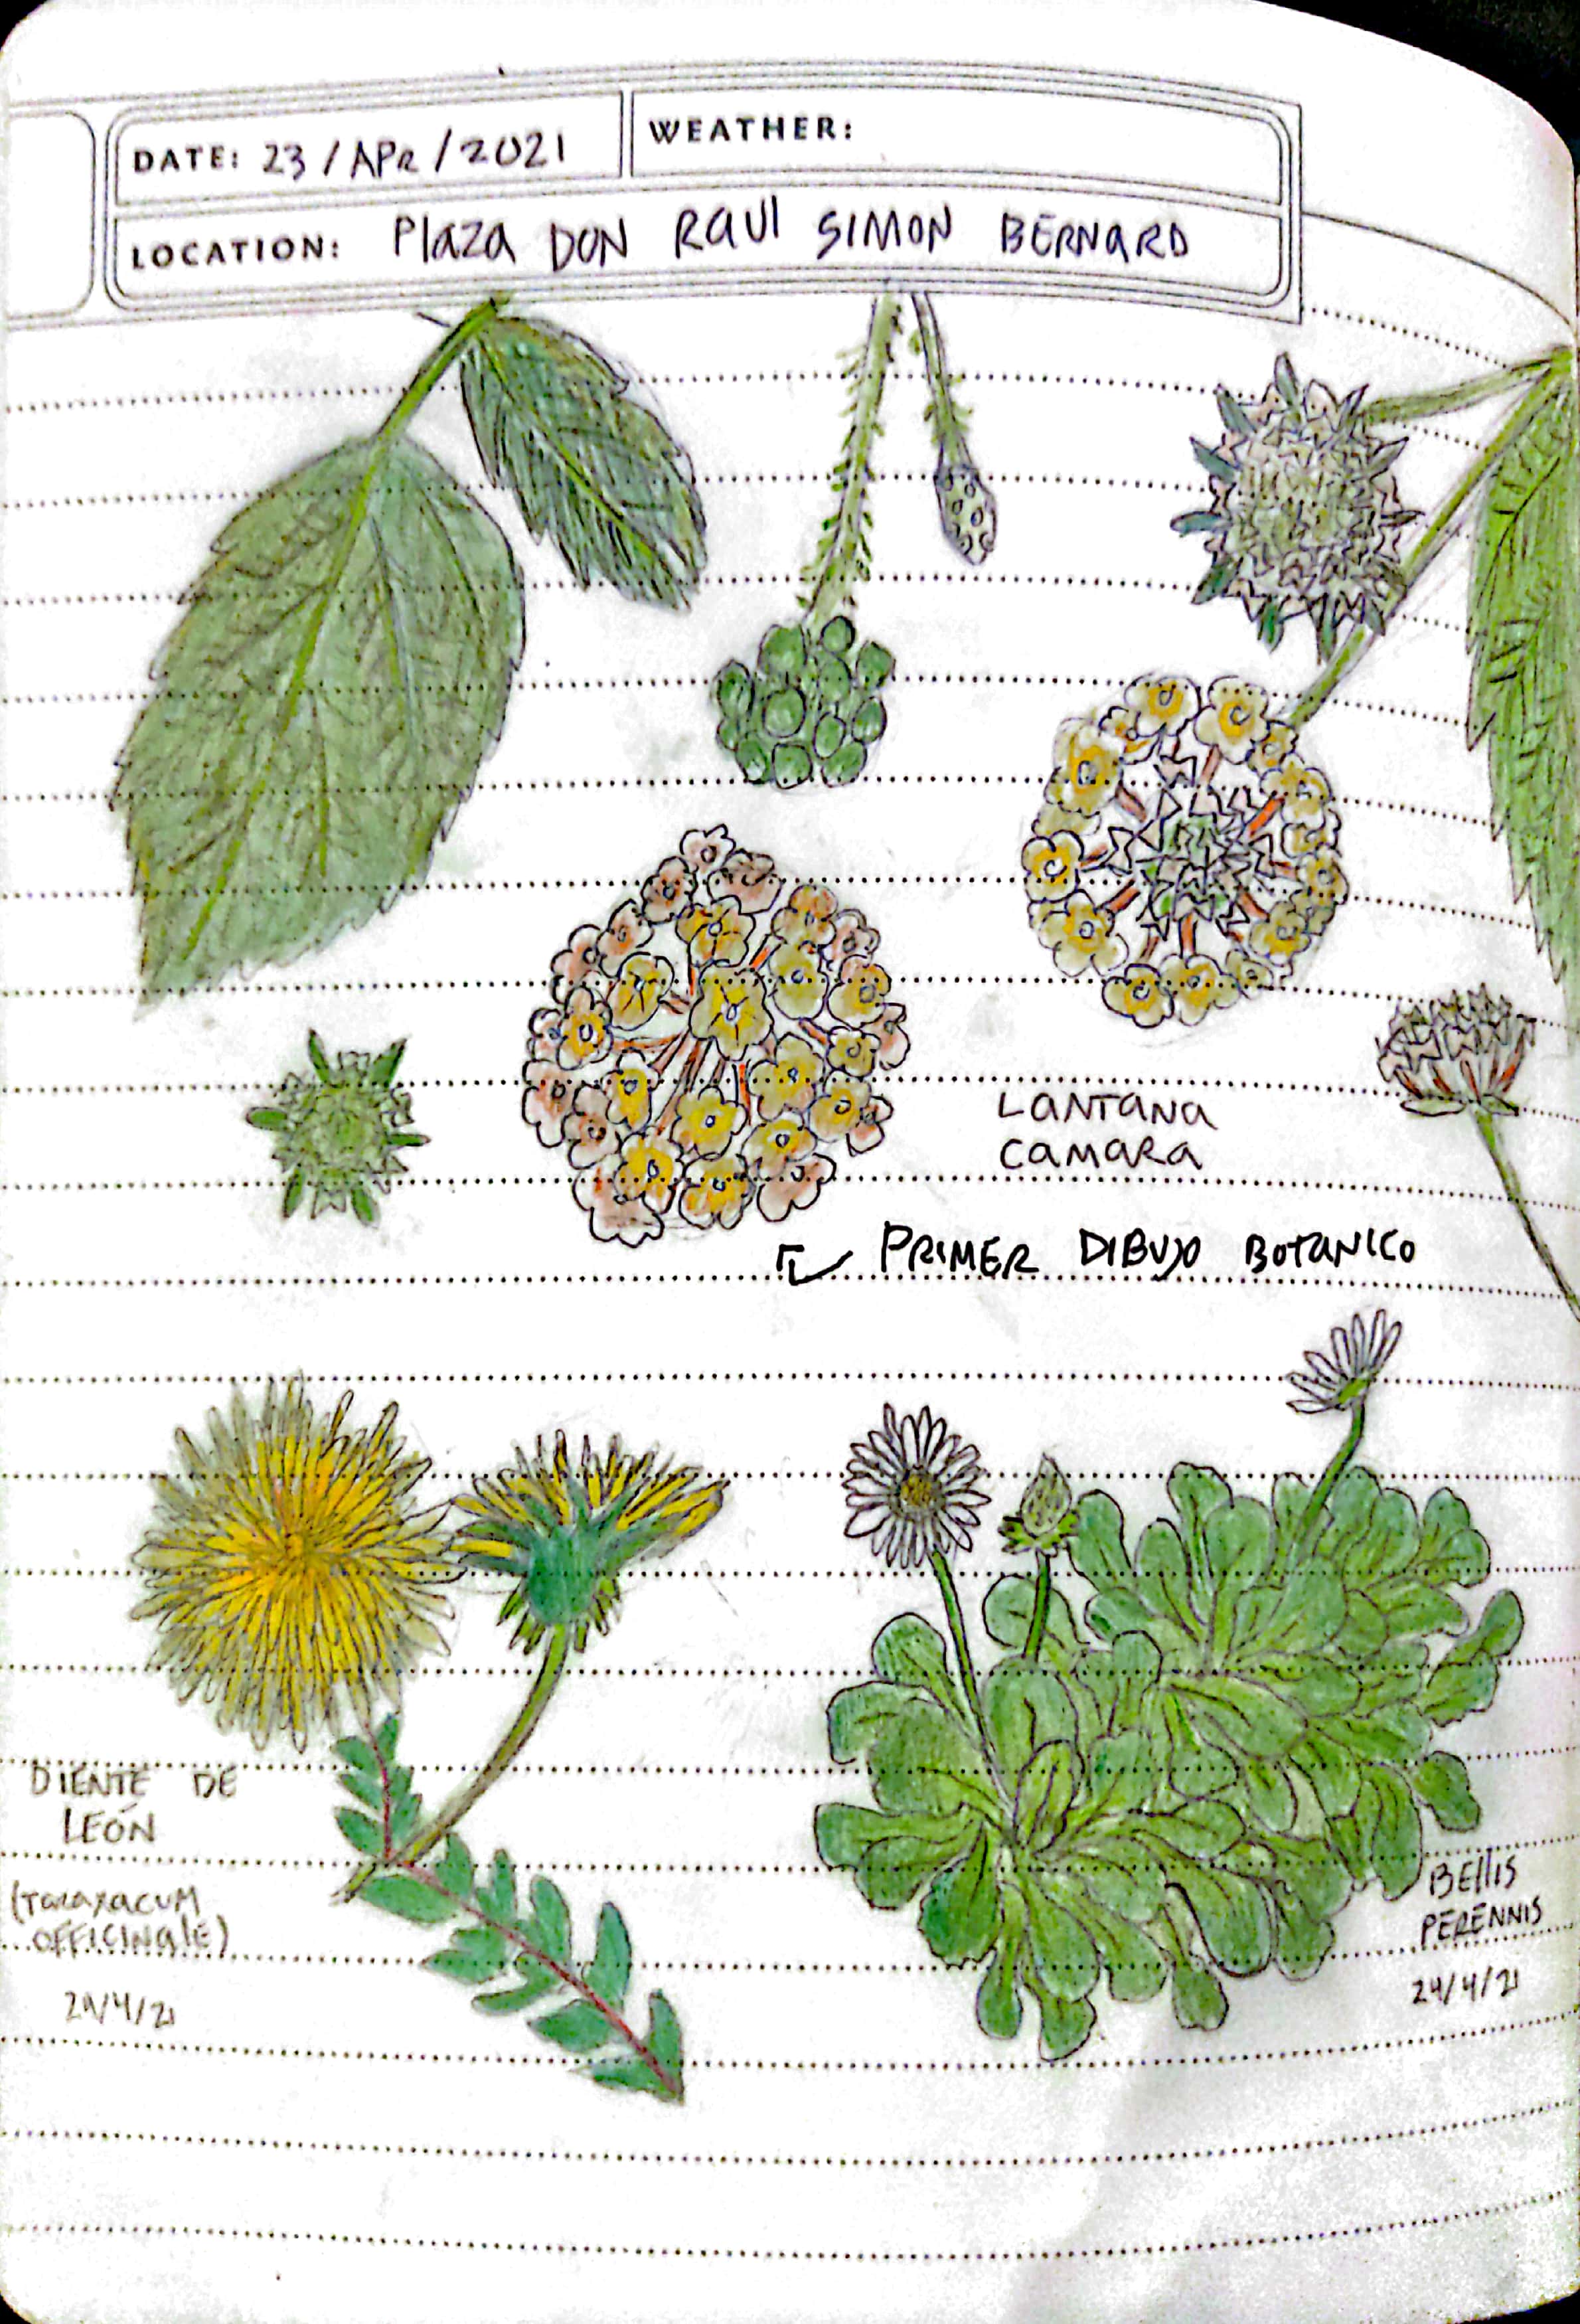 DATE: 23/APR/2021
WEATHER:
LOCATION: Plaza DON RAUL SIMON BERNARD
LANTANA
CAMARA
PRIMER DIBUJO BOTANICO
DIENTE DE
LEÓN
(TARAXACUM
OFFICINALE)
24/4/21
BELLIS
PERENNIS
24/4/21